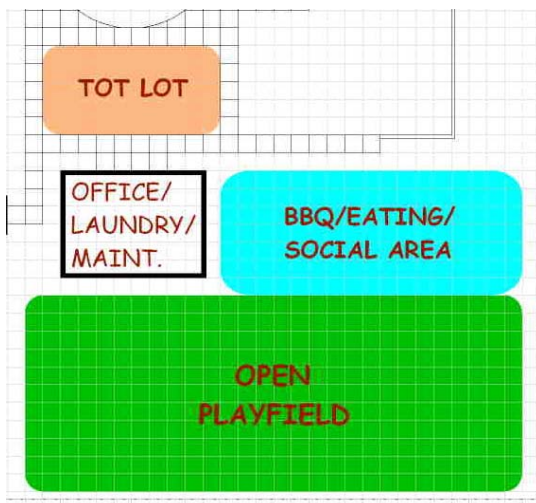 TOT LOT
OFFICE/
LAUNDRY/
MAINT.
BBQ/EATING/
SOCIAL AREA
OPEN
PLAYFIELD